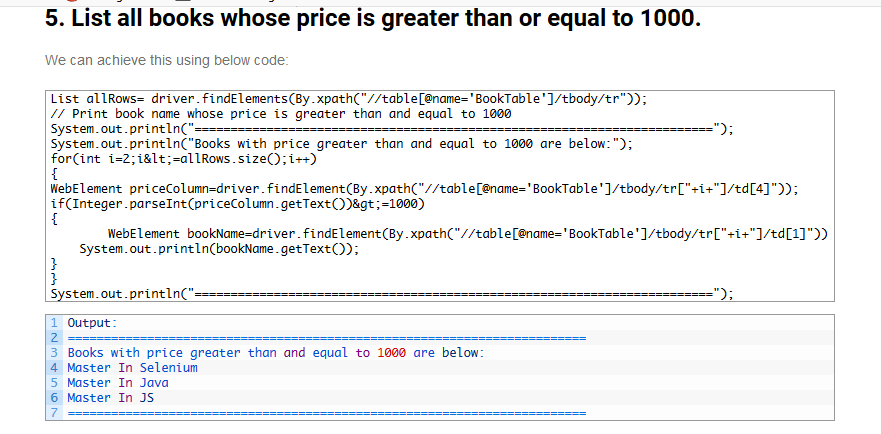 5. List all books whose price is greater than or equal to 1000.
We can achieve this using below code:
List allRows= driver.findElements(By.xpath("//table[@name='BookTable']/tbody/tr"));
// Print book name whose price is greater than and equal to 1000
System.out.println("========================================================================");
System.out.println("Books with price greater than and equal to 1000 are below:");
for(int i=2;i&lt;=allRows.size();i++)
{
WebElement priceColumn=driver.findElement(By.xpath("//table[@name='BookTable']/tbody/tr["+i+"]/td[4]"));
if(Integer.parseInt(priceColumn.getText())&gt;=1000)
{
WebElement bookName=driver.findElement(By.xpath("//table[@name='BookTable']/tbody/tr["+i+"]/td[1]"))
System.out.println(bookName.getText());
}
}
System.out.println("========================================================================");
1 Output:
2 ========================================================================
3 Books with price greater than and equal to 1000 are below:
4 Master In Selenium
5 Master In Java
6 Master In JS
7 ========================================================================